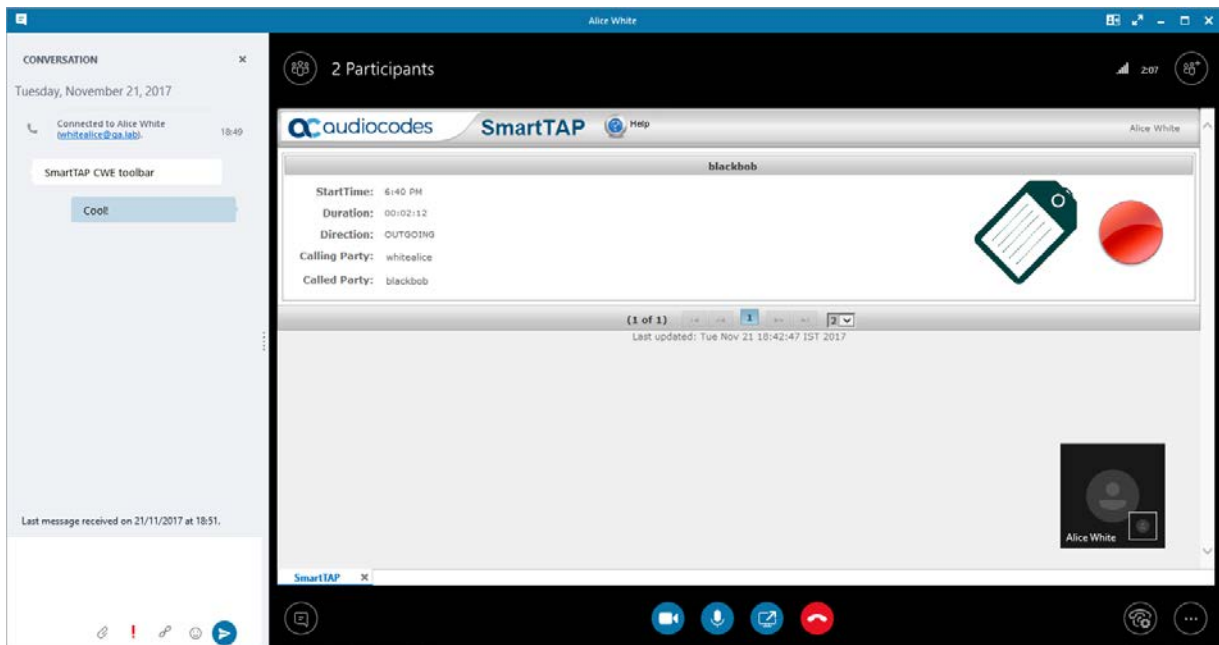 Alice White
CONVERSATION
Tuesday, November 21, 2017
Connected to Alice White
(whitealice@qa.lab).
18:49
SmartTAP CWE toolbar
Cool!
Last message received on 21/11/2017 at 18:51.
2 Participants
2:07
audiocodes
SmartTAP
Help
Alice White
blackbob
StartTime: 6:40 PM
Duration: 00:02:12
Direction: OUTGOING
Calling Party: whitealice
Called Party: blackbob
(1 of 1) 1 2
Last updated: Tue Nov 21 18:42:47 IST 2017
Alice White
SmartTAP